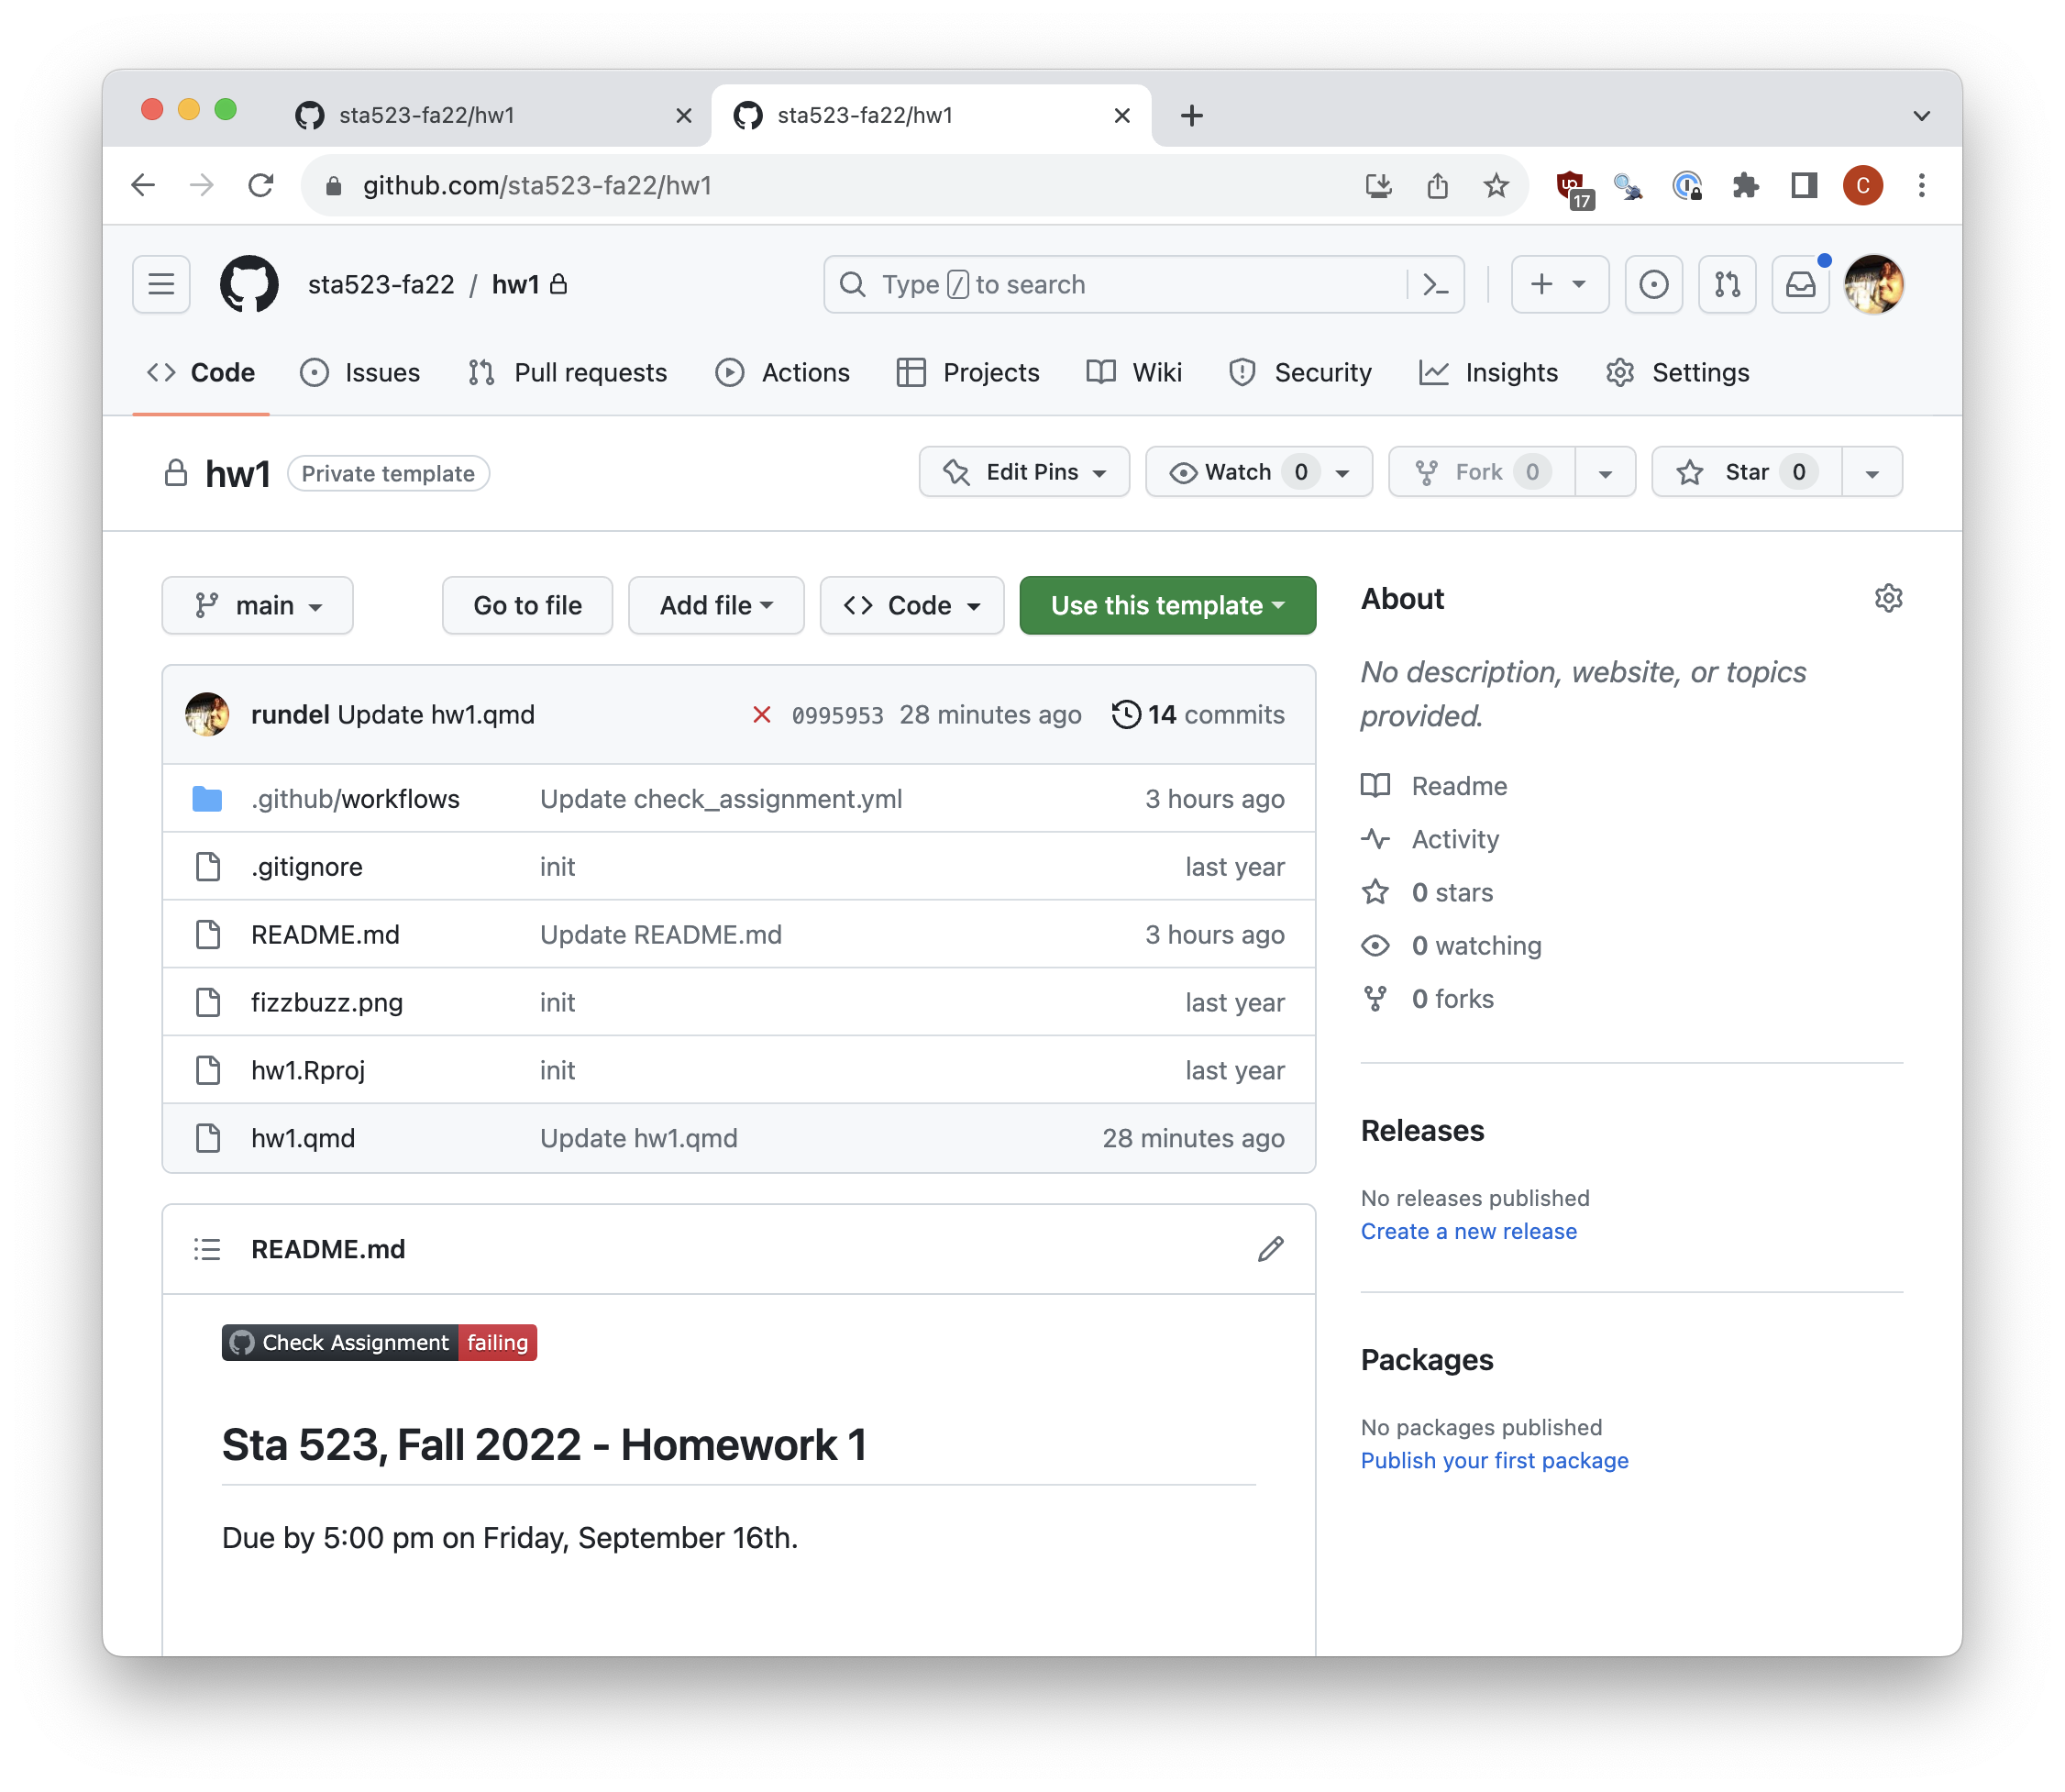 sta523-fa22/hw1
sta523-fa22/hw1
github.com/sta523-fa22/hw1
17
C
sta523-fa22 / hw1
Type / to search
Code Issues Pull requests Actions Projects Wiki Security Insights Settings
hw1 Private template
Edit Pins Watch 0 Fork 0 Star 0
main Go to file Add file <> Code Use this template
rundel Update hw1.qmd 0995953 28 minutes ago 14 commits
.github/workflows Update check_assignment.yml 3 hours ago
.gitignore init last year
README.md Update README.md 3 hours ago
fizzbuzz.png init last year
hw1.Rproj init last year
hw1.qmd Update hw1.qmd 28 minutes ago
README.md
Check Assignment failing
Sta 523, Fall 2022 - Homework 1
Due by 5:00 pm on Friday, September 16th.
About
No description, website, or topics
provided.
Readme
Activity
0 stars
0 watching
0 forks
Releases
No releases published
Create a new release
Packages
No packages published
Publish your first package